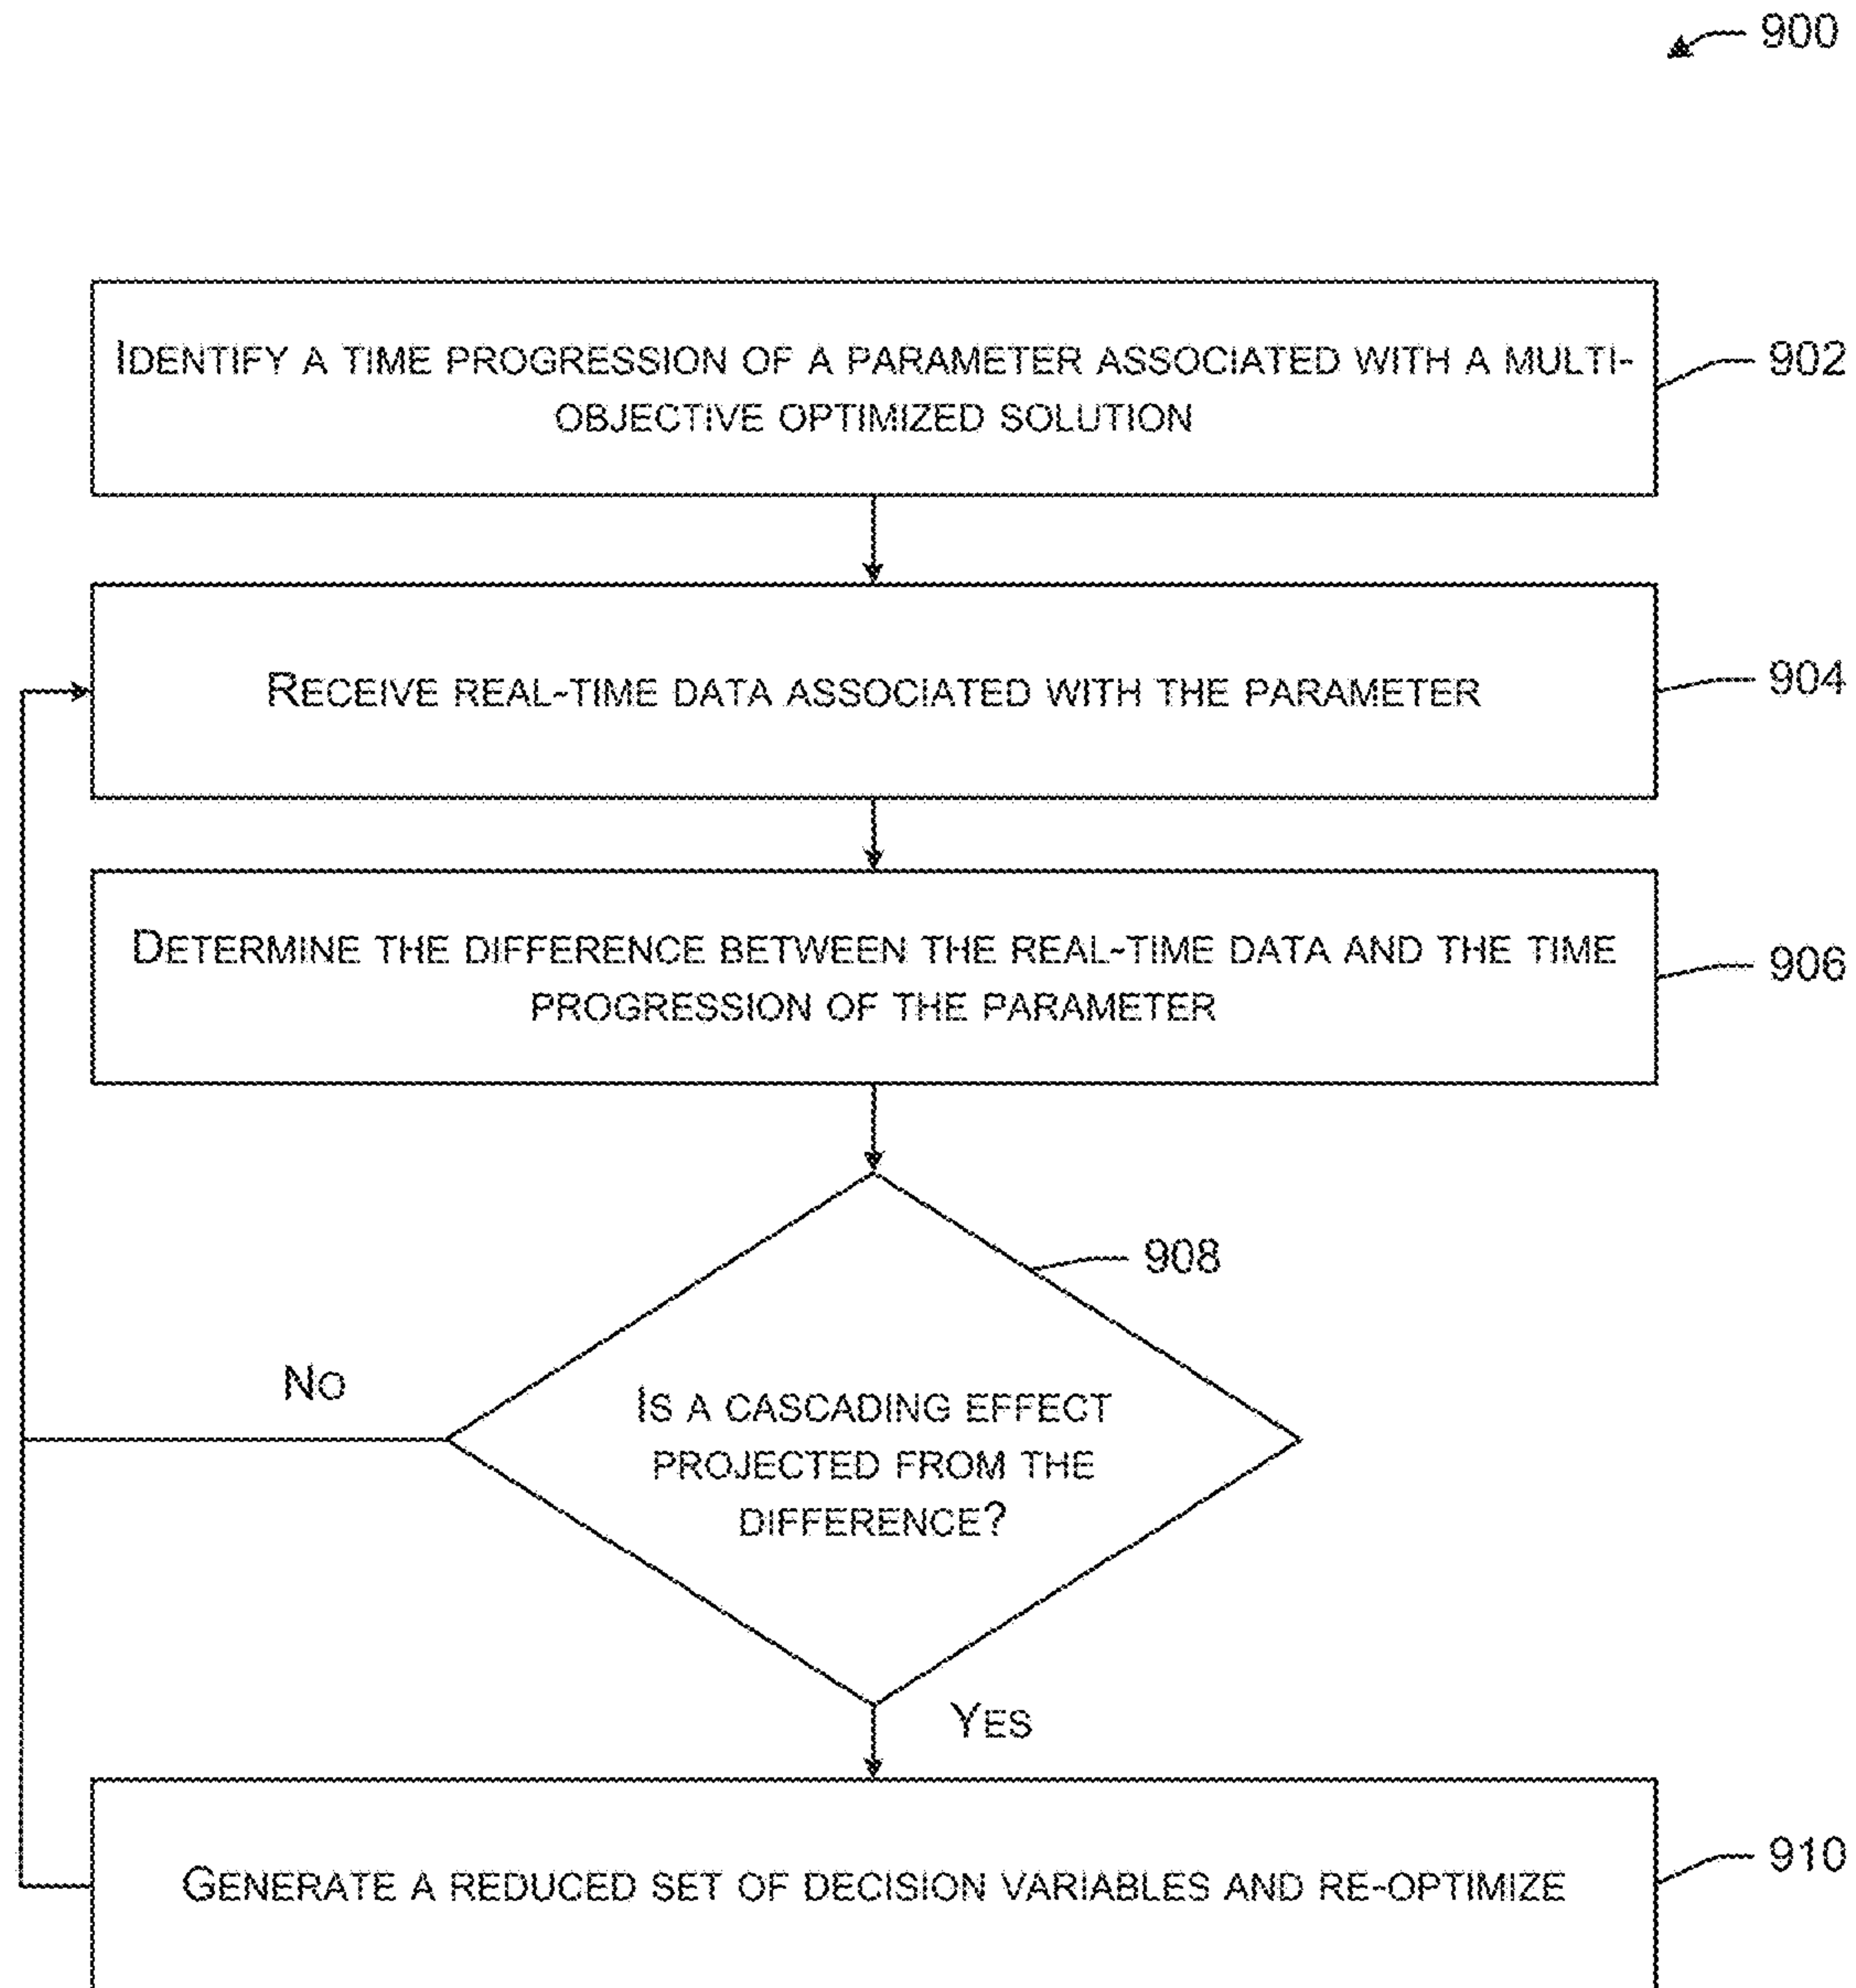 900
IDENTIFY A TIME PROGRESSION OF A PARAMETER ASSOCIATED WITH A MULTI-
OBJECTIVE OPTIMIZED SOLUTION
902
RECEIVE REAL-TIME DATA ASSOCIATED WITH THE PARAMETER
904
DETERMINE THE DIFFERENCE BETWEEN THE REAL-TIME DATA AND THE TIME
PROGRESSION OF THE PARAMETER
906
908
NO
IS A CASCADING EFFECT
PROJECTED FROM THE
DIFFERENCE?
YES
GENERATE A REDUCED SET OF DECISION VARIABLES AND RE-OPTIMIZE
910